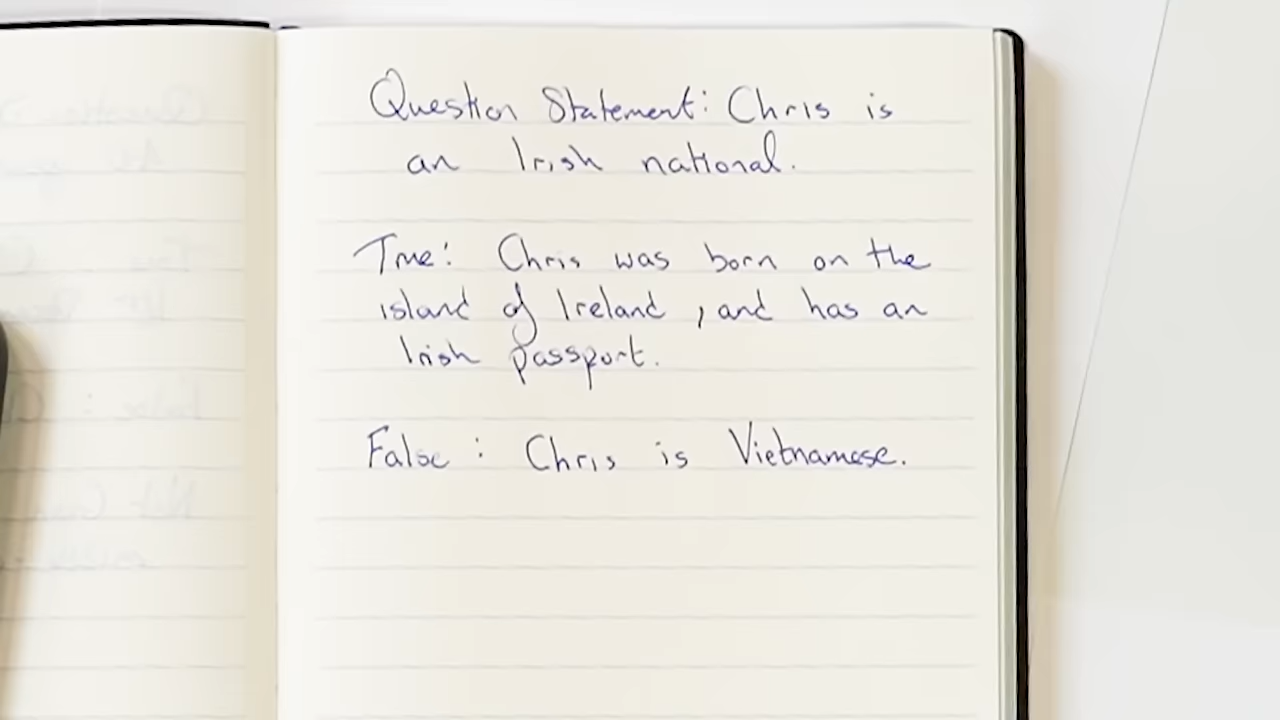 Question Statement: Chris is
an Irish national.
True: Chris was born on the
island of Ireland, and has an
Irish passport.
False: Chris is Vietnamese.